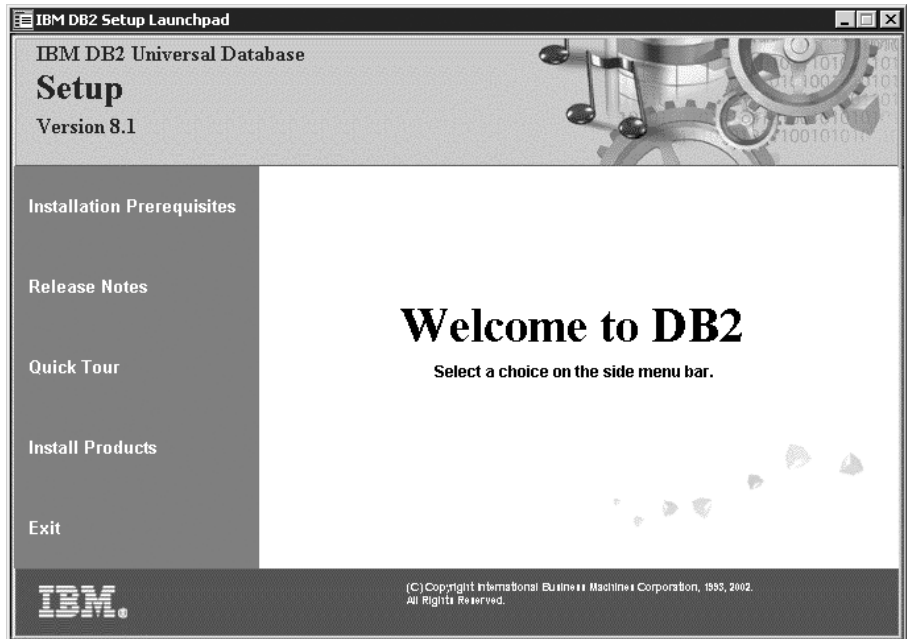 IBM DB2 Setup Launchpad
IBM DB2 Universal Database
Setup
Version 8.1
Installation Prerequisites
Release Notes
Quick Tour
Install Products
Exit
Welcome to DB2
Select a choice on the side menu bar.
IBM®
(C) Copyright International Business Machines Corporation, 1993, 2002.
All Rights Reserved.